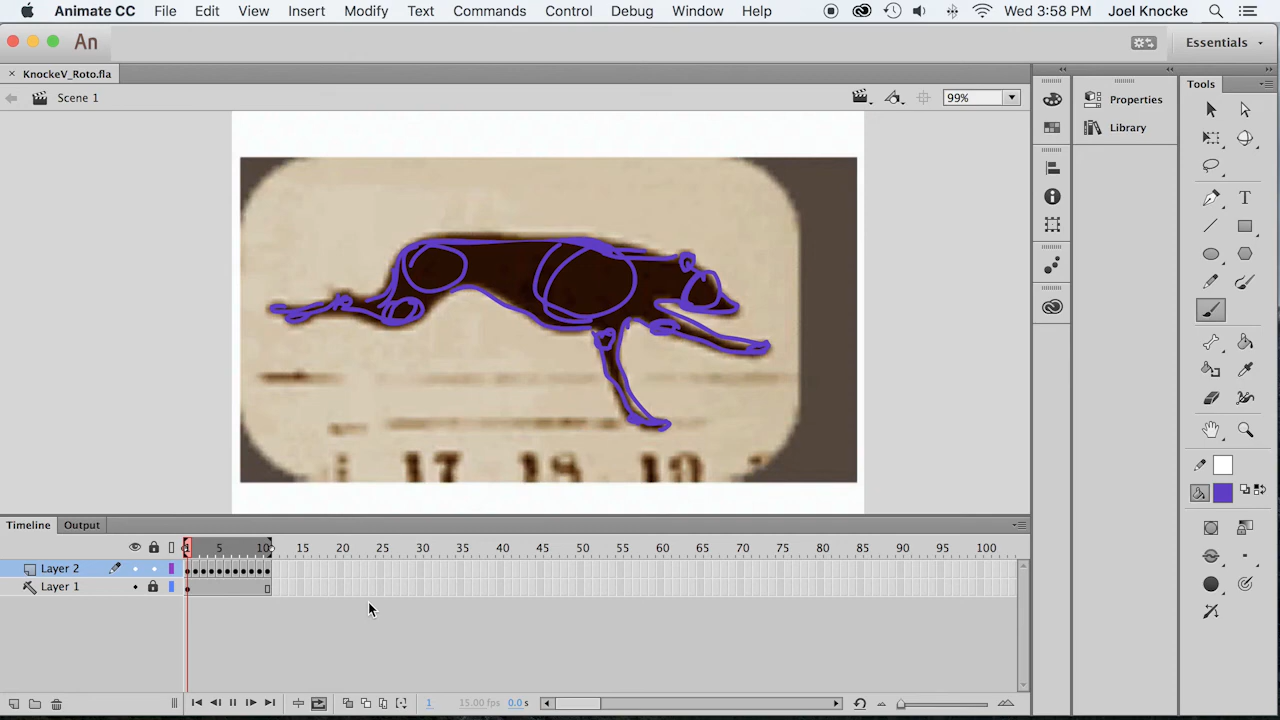 Animate CC File Edit View Insert Modify Text Commands Control Debug Window Help Wed 3:58 PM Joel Knocke
An Essentials
× KnockeV_Roto.fla
Scene 1 99%
Tools
Properties
Library
T
17 18 19
Timeline Output
1 5 10 15 20 25 30 35 40 45 50 55 60 65 70 75 80 85 90 95 100
Layer 2
Layer 1
1 15.00 fps 0.0 s